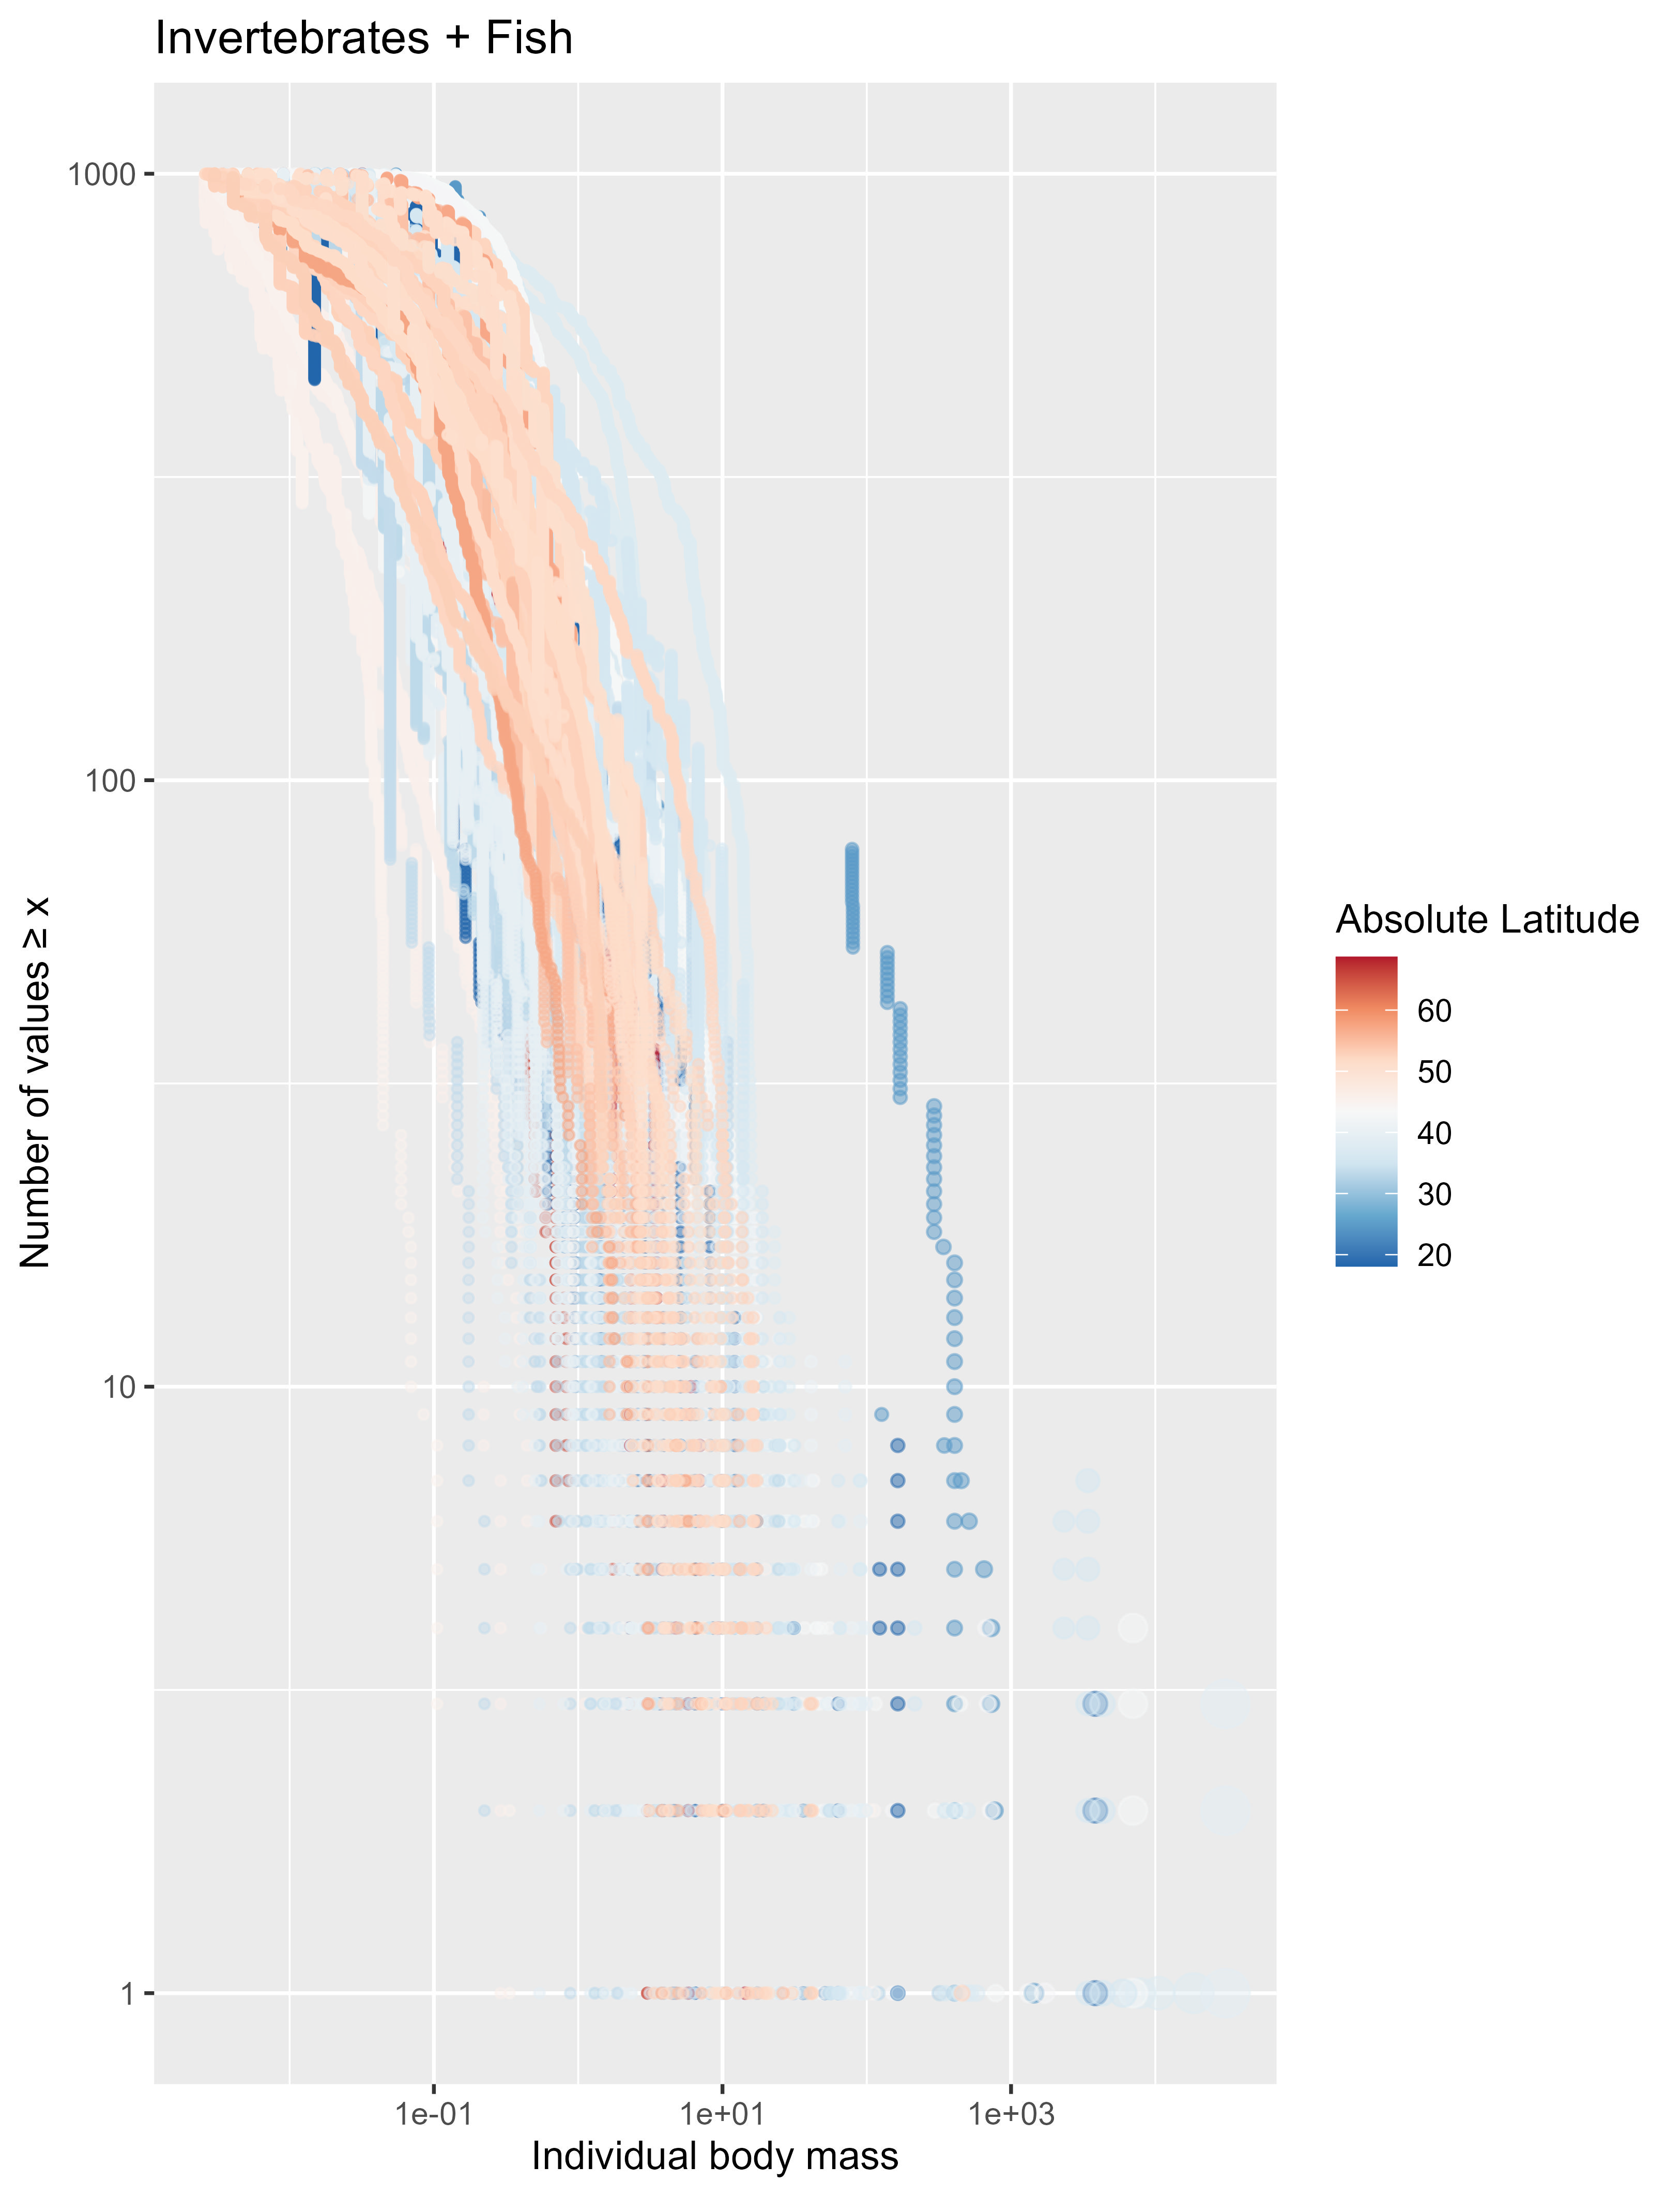 Invertebrates + Fish
1000
100
10
1
Number of values ≥ x
1e-01
1e+01
1e+03
Individual body mass
Absolute Latitude
60
50
40
30
20